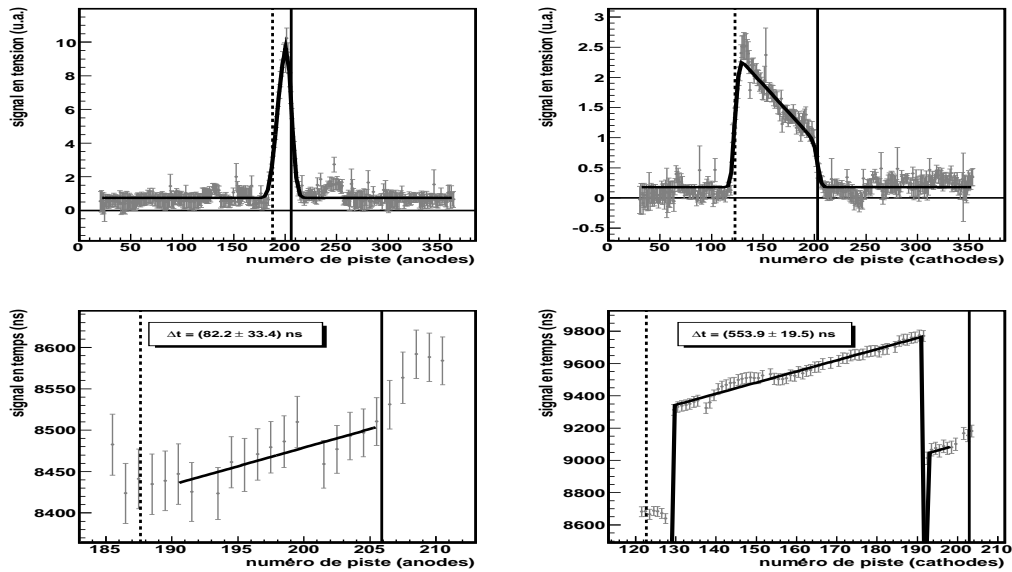 signal en tension (u.a.)
10
8
6
4
2
0
0 50 100 150 200 250 300 350
numéro de piste (anodes)
signal en tension (u.a.)
3
2.5
2
1.5
1
0.5
0
-0.5
0 50 100 150 200 250 300 350
numéro de piste (cathodes)
signal en temps (ns)
Δt = (82.2 ± 33.4) ns
8600
8550
8500
8450
8400
185 190 195 200 205 210
numéro de piste (anodes)
signal en temps (ns)
Δt = (553.9 ± 19.5) ns
9800
9600
9400
9200
9000
8800
8600
120 130 140 150 160 170 180 190 200 210
numéro de piste (cathodes)